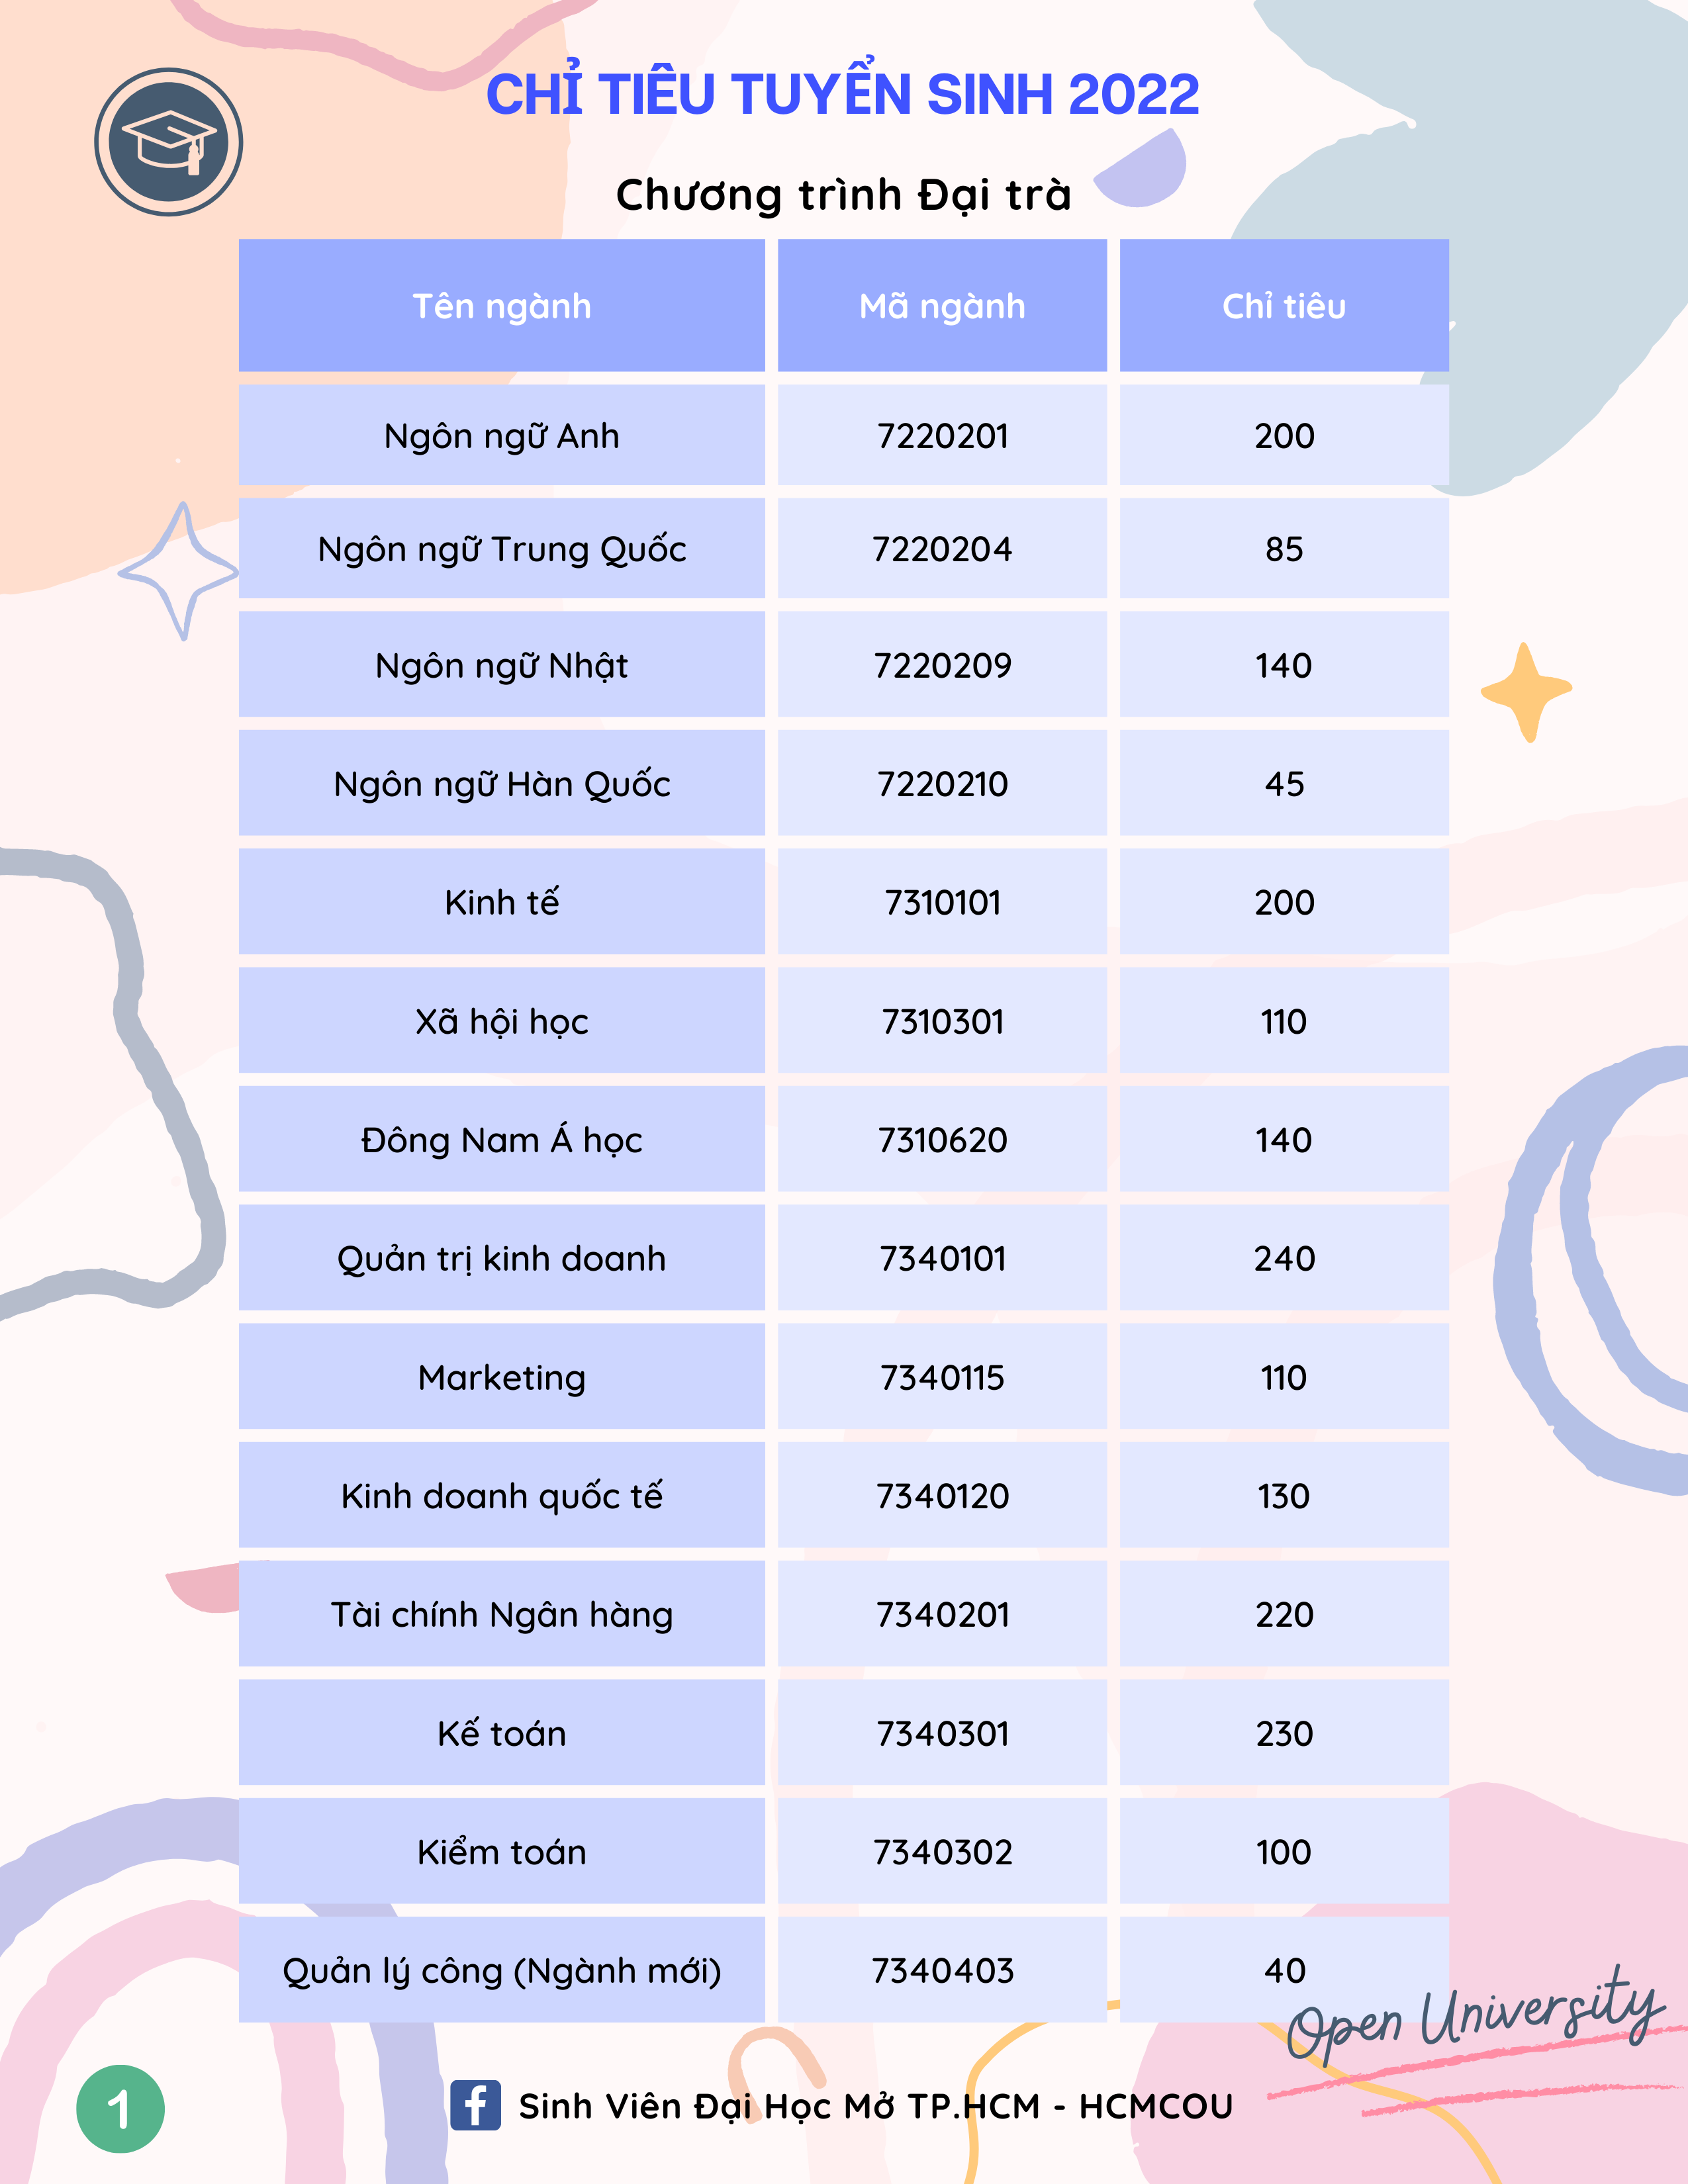 CHỈ TIÊU TUYỂN SINH 2022
Chương trình Đại trà
Tên ngành Mã ngành Chỉ tiêu
Ngôn ngữ Anh 7220201 200
Ngôn ngữ Trung Quốc 7220204 85
Ngôn ngữ Nhật 7220209 140
Ngôn ngữ Hàn Quốc 7220210 45
Kinh tế 7310101 200
Xã hội học 7310301 110
Đông Nam Á học 7310620 140
Quản trị kinh doanh 7340101 240
Marketing 7340115 110
Kinh doanh quốc tế 7340120 130
Tài chính Ngân hàng 7340201 220
Kế toán 7340301 230
Kiểm toán 7340302 100
Quản lý công (Ngành mới) 7340403 40
Open University
1
Sinh Viên Đại Học Mở TP.HCM - HCMCOU